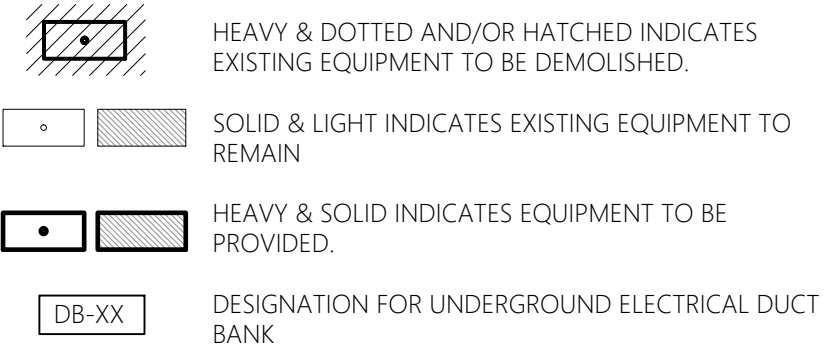 HEAVY & DOTTED AND/OR HATCHED INDICATES
EXISTING EQUIPMENT TO BE DEMOLISHED.
SOLID & LIGHT INDICATES EXISTING EQUIPMENT TO
REMAIN
HEAVY & SOLID INDICATES EQUIPMENT TO BE
PROVIDED.
DB-XX
DESIGNATION FOR UNDERGROUND ELECTRICAL DUCT
BANK